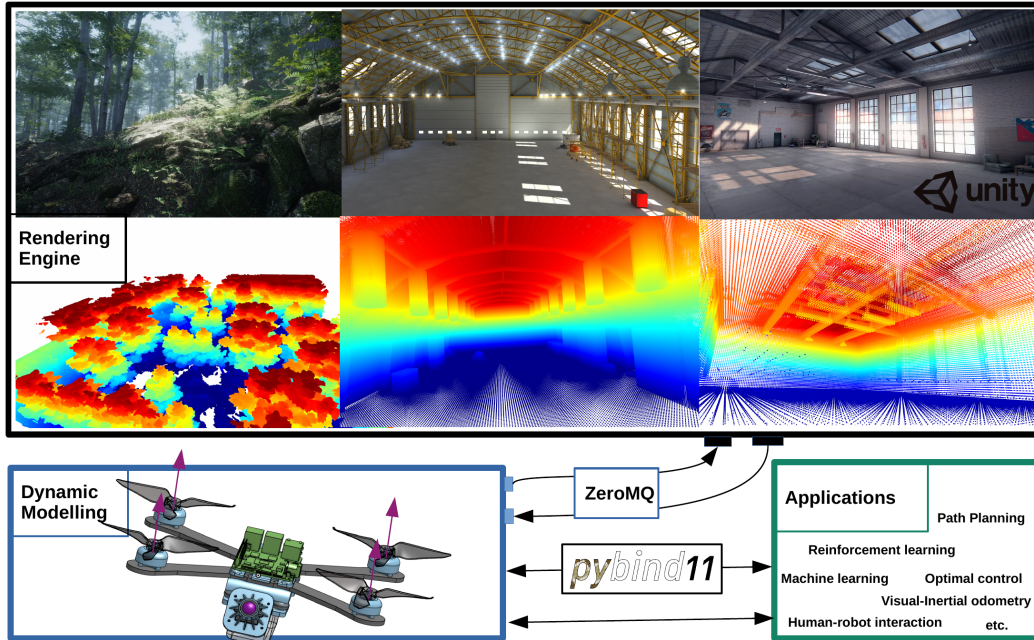 unity
Rendering
Engine
Dynamic
Modelling
ZeroMQ
pybind11
Applications
Path Planning
Reinforcement learning
Machine learning
Optimal control
Visual-Inertial odometry
Human-robot interaction
etc.